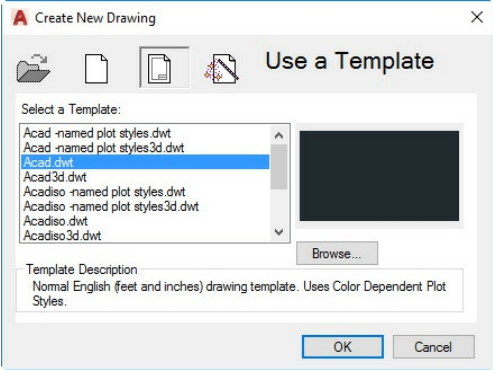 Create New Drawing
Use a Template
Select a Template:
Acad -named plot styles.dwt
Acad -named plot styles3d.dwt
Acad.dwt
Acad3d.dwt
Acadiso -named plot styles.dwt
Acadiso -named plot styles3d.dwt
Acadiso.dwt
Acadiso3d.dwt
Browse...
Template Description
Normal English (feet and inches) drawing template. Uses Color Dependent Plot
Styles.
OK Cancel